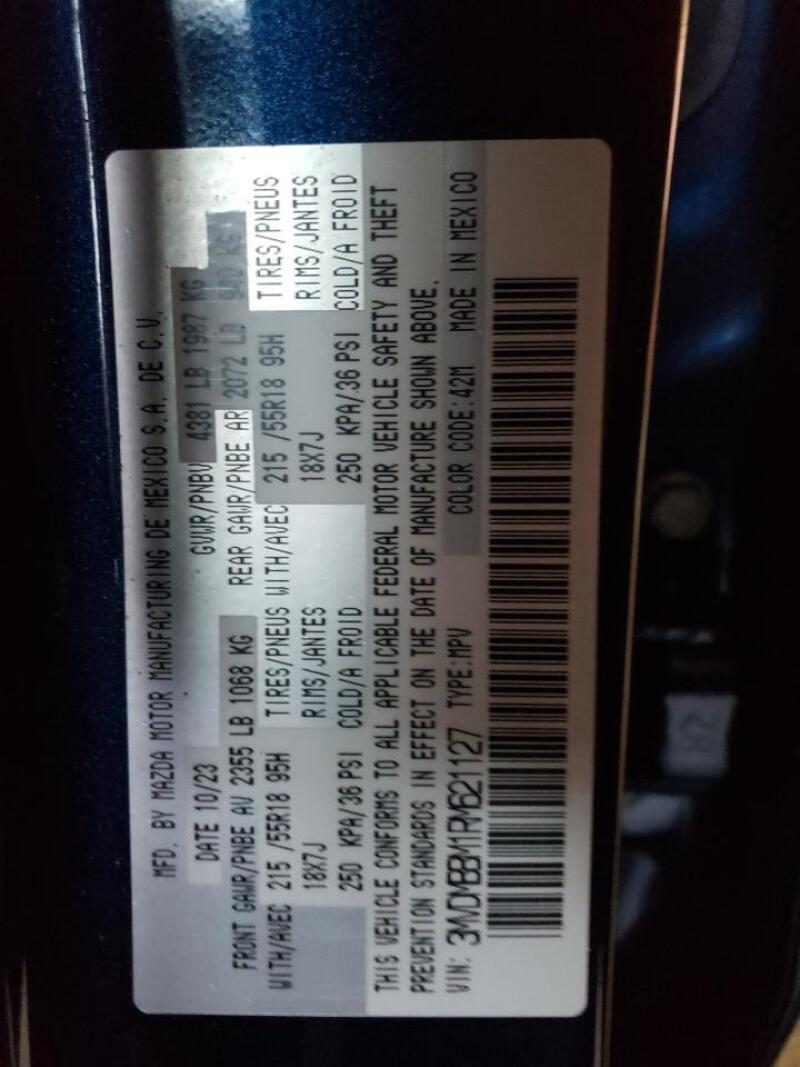 MFD. BY MAZDA MOTOR MANUFACTURING DE MEXICO S.A. DE C.V.
DATE 10/23 GVWR/PNBV 4381 LB 1987 KG
FRONT GAWR/PNBE AV 2355 LB 1068 KG REAR GAWR/PNBE AR 2072 LB 940 KG
WITH/AVEC 215 /55R18 95H TIRES/PNEUS WITH/AVEC 215 /55R18 95H TIRES/PNEUS
18X7J RIMS/JANTES 18X7J RIMS/JANTES
250 KPA/36 PSI COLD/A FROID 250 KPA/36 PSI COLD/A FROID
THIS VEHICLE CONFORMS TO ALL APPLICABLE FEDERAL MOTOR VEHICLE SAFETY AND THEFT
PREVENTION STANDARDS IN EFFECT ON THE DATE OF MANUFACTURE SHOWN ABOVE.
VIN: 3MVDMBBM1RM621127 TYPE:MPV COLOR CODE:42M MADE IN MEXICO